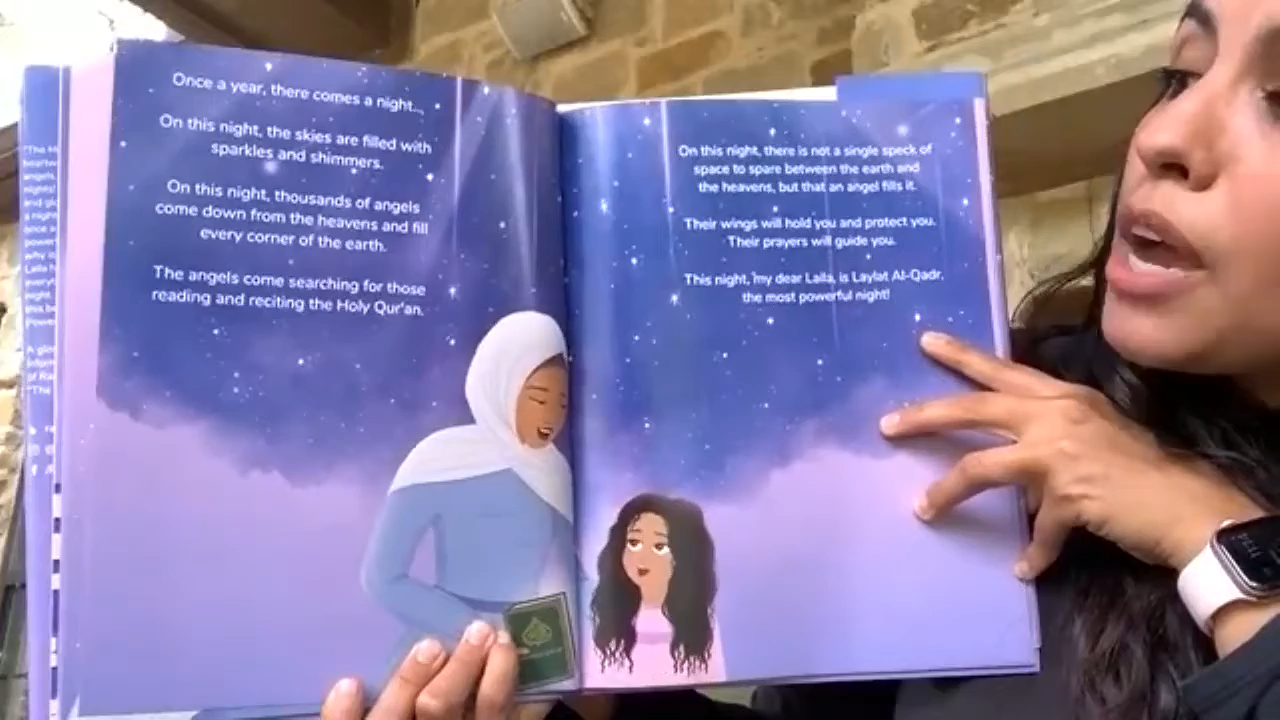 Once a year, there comes a night...
On this night, the skies are filled with
sparkles and shimmers.
On this night, thousands of angels
come down from the heavens and fill
every corner of the earth.
The angels come searching for those
reading and reciting the Holy Qur'an.
On this night, there is not a single speck of
space to spare between the earth and
the heavens, but that an angel fills it.
Their wings will hold you and protect you.
Their prayers will guide you.
This night, my dear Laila, is Laylat Al-Qadr,
the most powerful night!